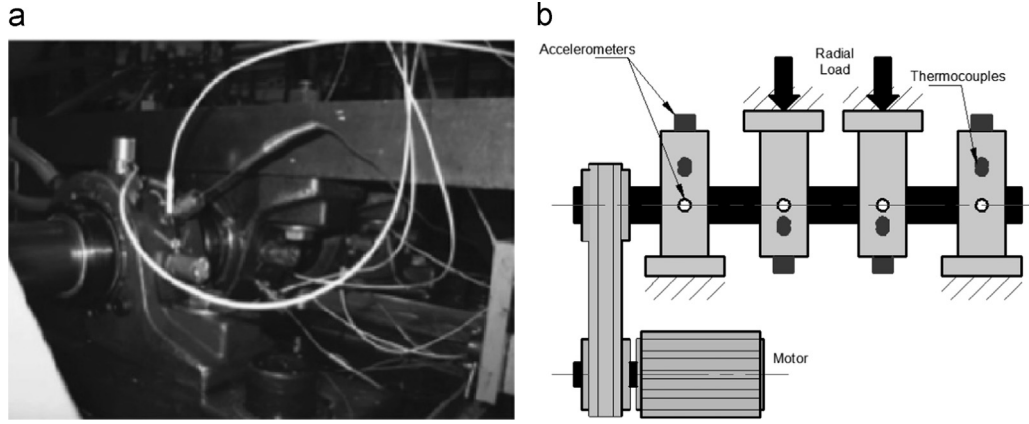 a
b
Accelerometers
Radial
Load
Thermocouples
Motor